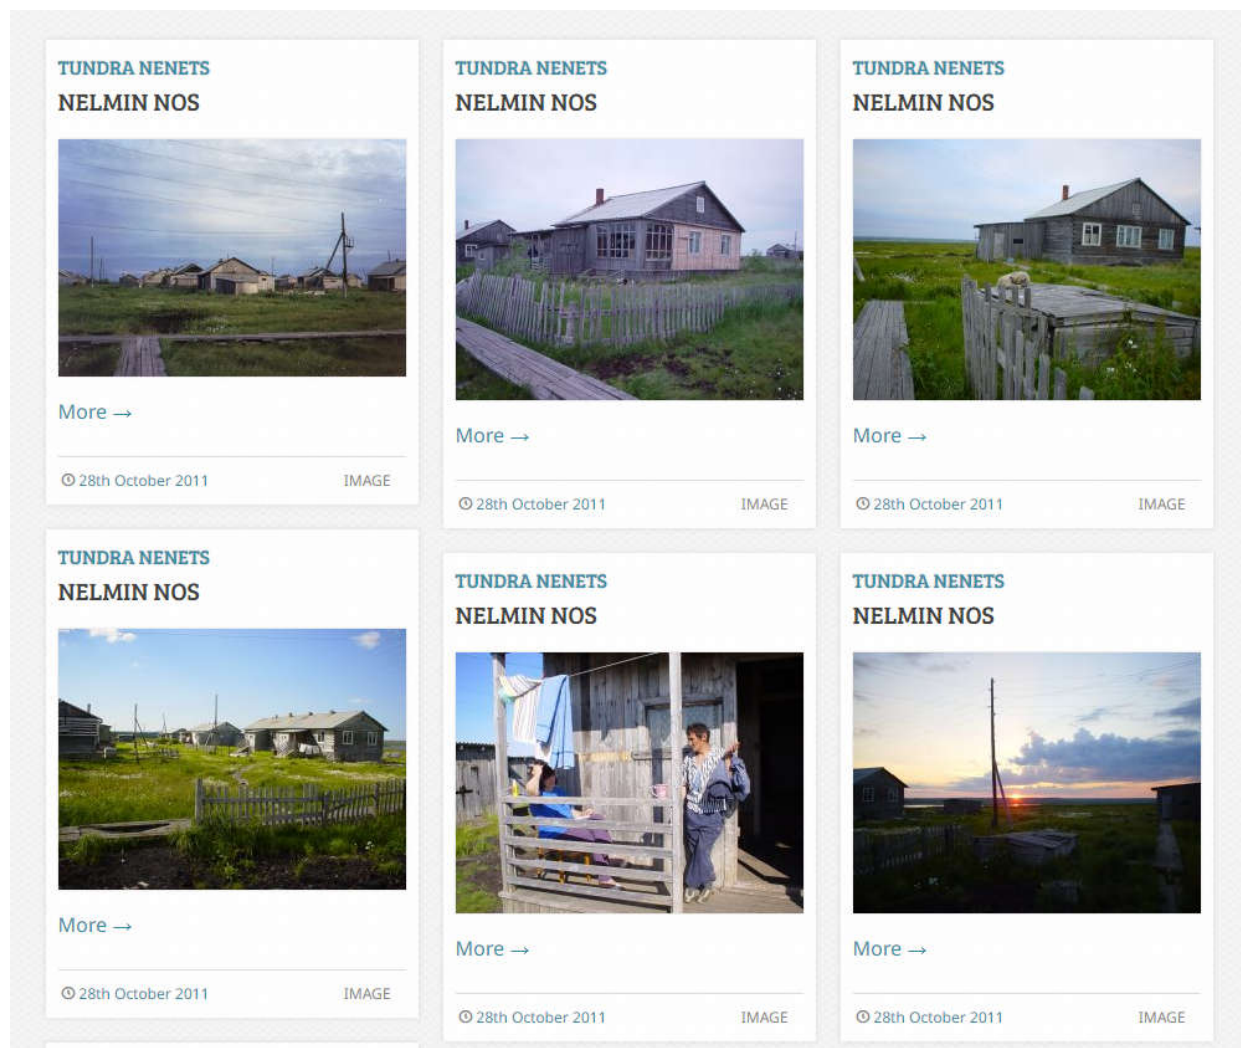 TUNDRA NENETS
NELMIN NOS
More →
28th October 2011 IMAGE
TUNDRA NENETS
NELMIN NOS
More →
28th October 2011 IMAGE
TUNDRA NENETS
NELMIN NOS
More →
28th October 2011 IMAGE
TUNDRA NENETS
NELMIN NOS
More →
28th October 2011 IMAGE
TUNDRA NENETS
NELMIN NOS
More →
28th October 2011 IMAGE
TUNDRA NENETS
NELMIN NOS
More →
28th October 2011 IMAGE